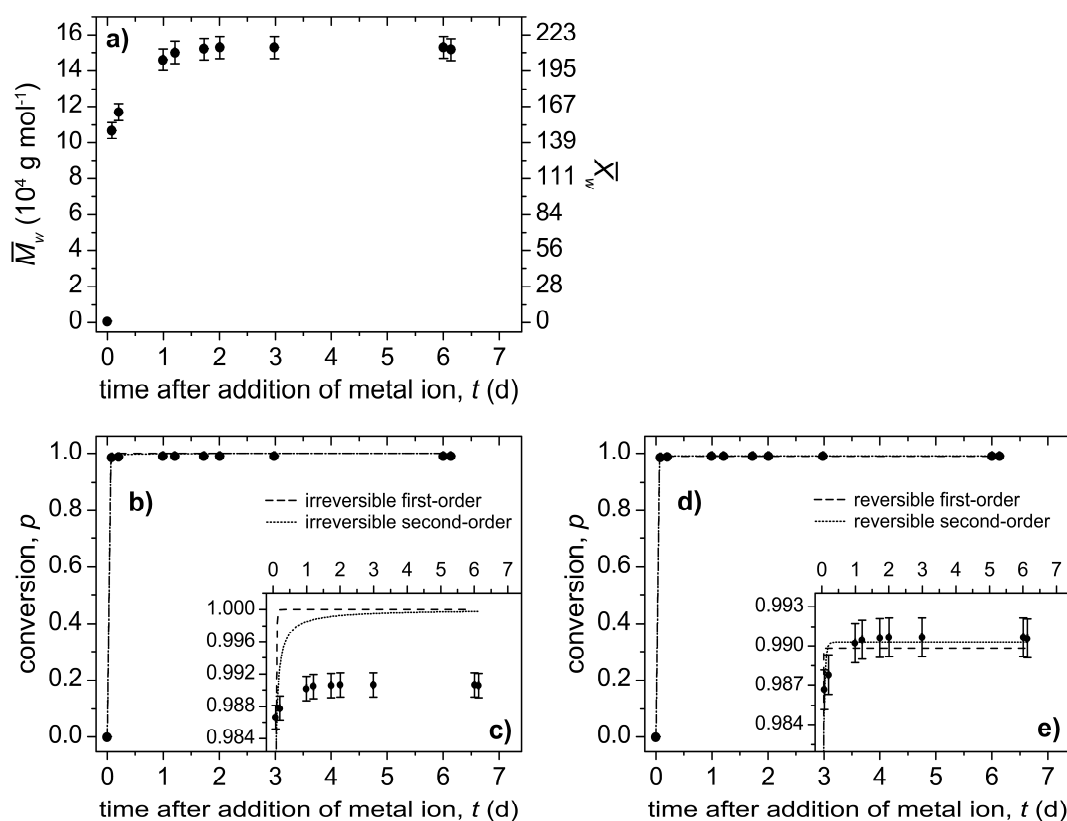 a)
16
14
12
10
8
6
4
2
0
M̅w (10⁴ g mol⁻¹)
223
195
167
139
111
84
56
28
0
X̅w
0 1 2 3 4 5 6 7
time after addition of metal ion, t (d)
b)
1.0
0.8
0.6
0.4
0.2
0.0
conversion, p
irreversible first-order
irreversible second-order
0 1 2 3 4 5 6 7
1.000
0.996
0.992
0.988
0.984
c)
0 1 2 3 4 5 6 7
time after addition of metal ion, t (d)
d)
1.0
0.8
0.6
0.4
0.2
0.0
conversion, p
reversible first-order
reversible second-order
0 1 2 3 4 5 6 7
0.993
0.990
0.987
0.984
e)
0 1 2 3 4 5 6 7
time after addition of metal ion, t (d)